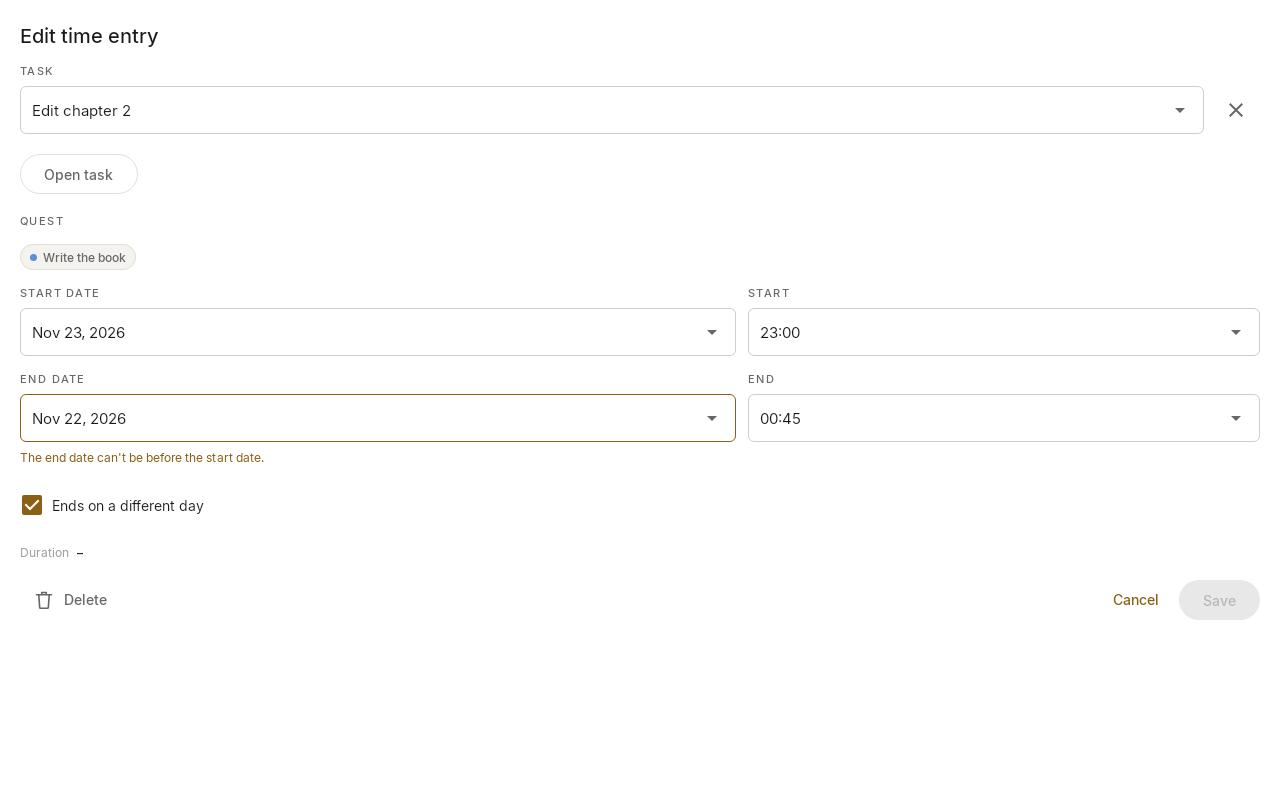 Edit time entry
TASK
Edit chapter 2
Open task
QUEST
Write the book
START DATE
START
Nov 23, 2026
23:00
END DATE
END
Nov 22, 2026
00:45
The end date can't be before the start date.
Ends on a different day
Duration –
Delete
Cancel
Save